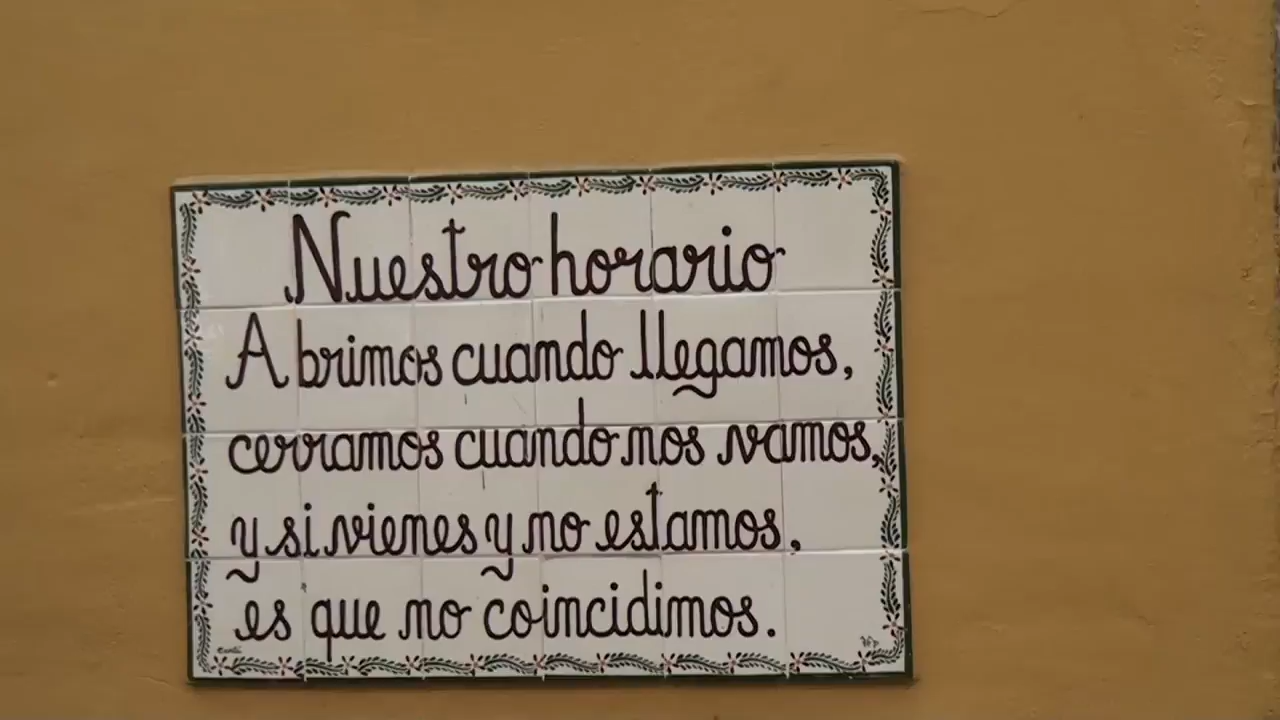 Nuestro horario
Abrimos cuando llegamos,
cerramos cuando nos vamos,
y si vienes y no estamos,
es que no coincidimos.